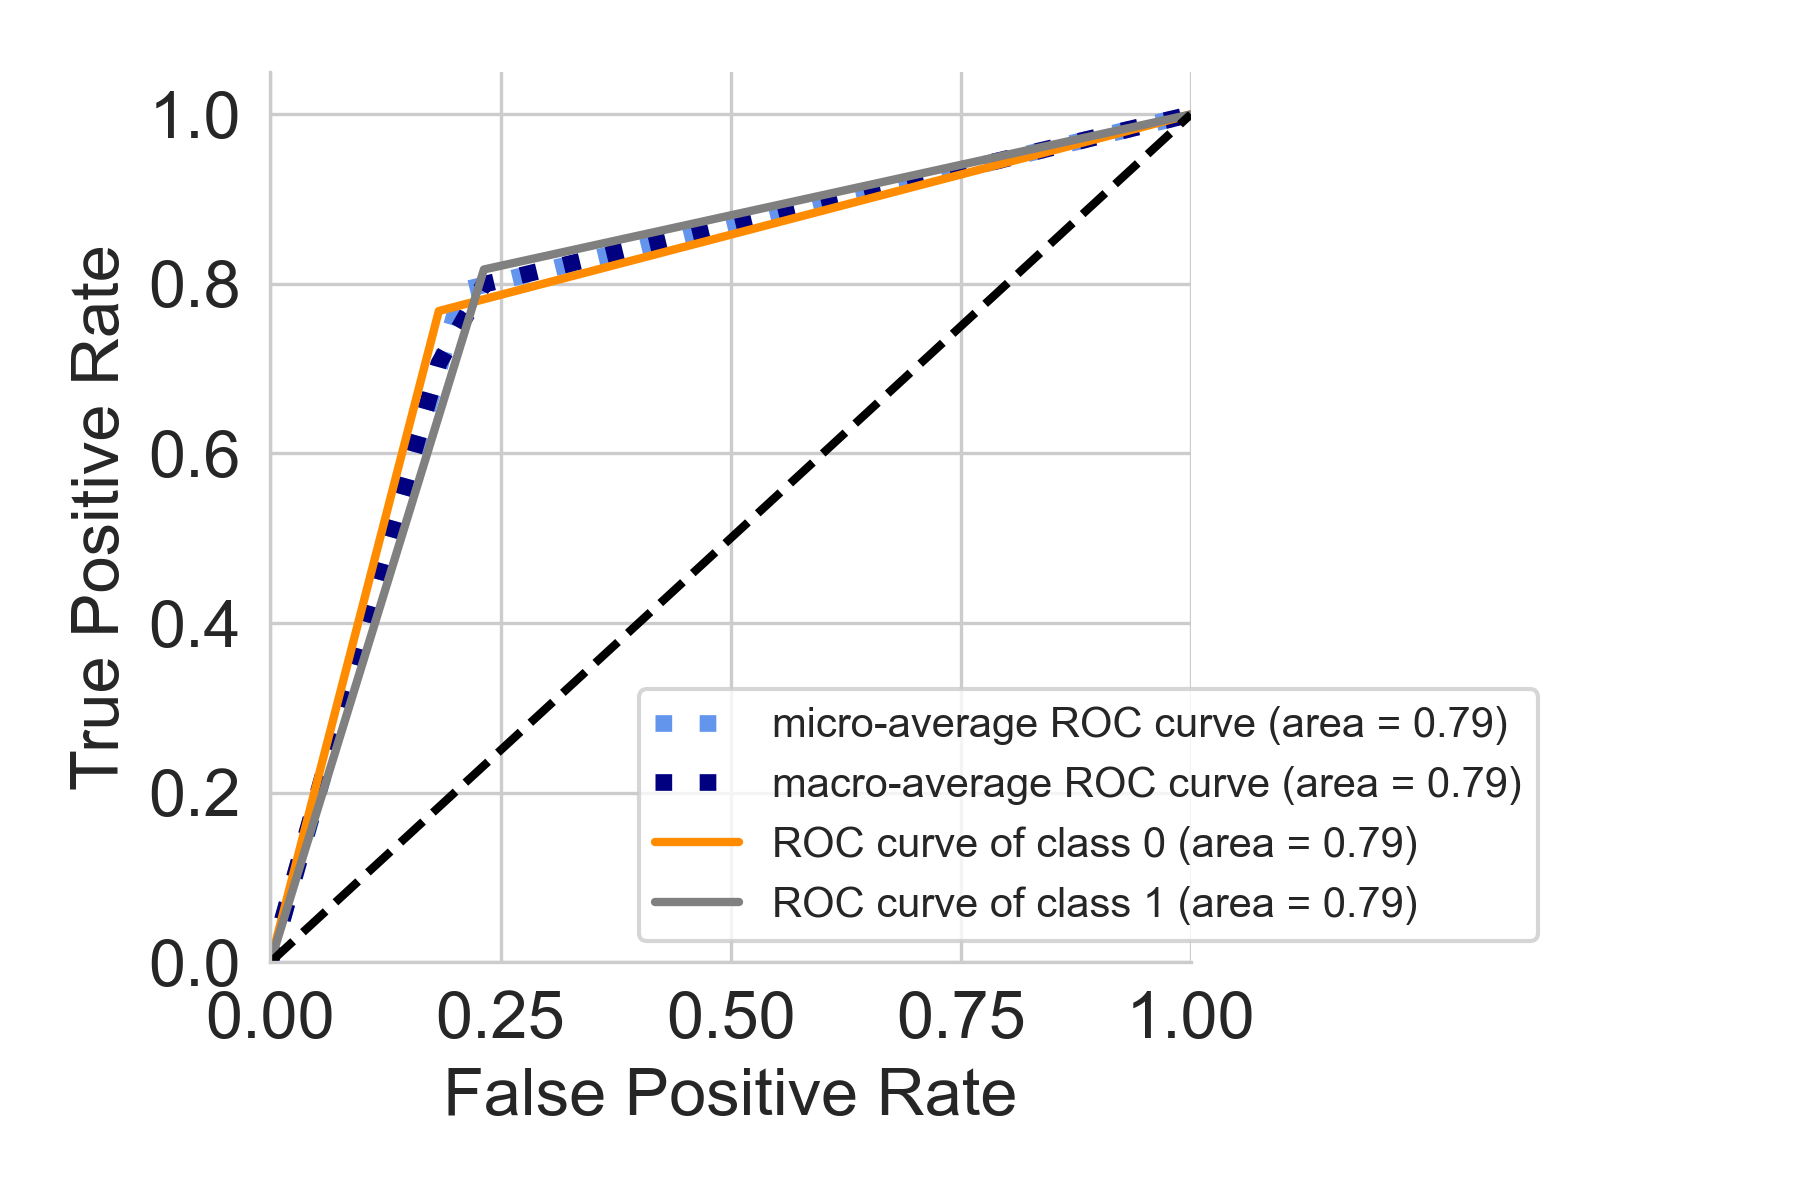 True Positive Rate
1.0
0.8
0.6
0.4
0.2
0.0
micro-average ROC curve (area = 0.79)
macro-average ROC curve (area = 0.79)
ROC curve of class 0 (area = 0.79)
ROC curve of class 1 (area = 0.79)
0.00 0.25 0.50 0.75 1.00
False Positive Rate